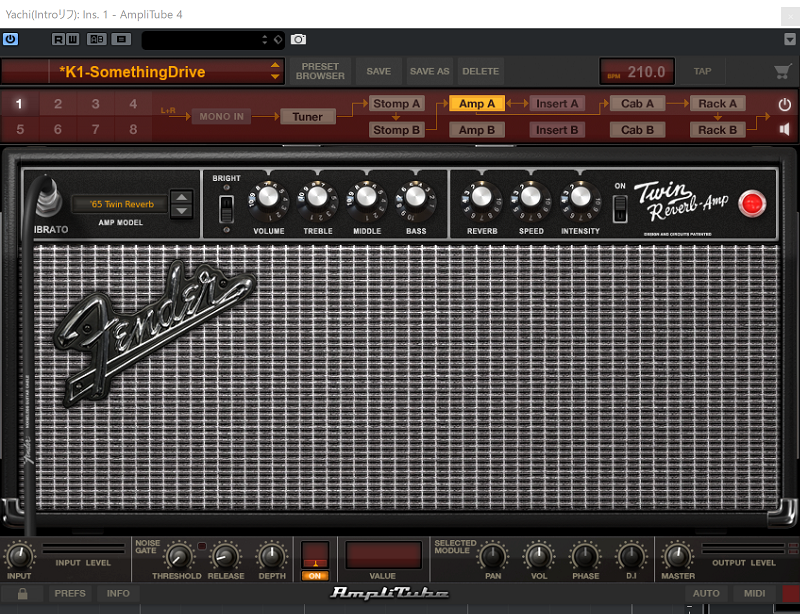 Yachi(Introリフ): Ins. 1 - AmpliTube 4
R W
*K1-SomethingDrive
PRESET BROWSER
SAVE
SAVE AS
DELETE
BPM 210.0
TAP
1 2 3 4
5 6 7 8
L+R
MONO IN
Tuner
Stomp A
Amp A
Insert A
Cab A
Rack A
Stomp B
Amp B
Insert B
Cab B
Rack B
IBRATO
'65 Twin Reverb
AMP MODEL
BRIGHT
VOLUME
TREBLE
MIDDLE
BASS
REVERB
SPEED
INTENSITY
ON
Twin
Reverb-Amp
DESIGN AND CIRCUITS PATENTED
Fender
INPUT
INPUT LEVEL
NOISE GATE
THRESHOLD
RELEASE
DEPTH
ON
VALUE
SELECTED MODULE
PAN
VOL
PHASE
D.I
MASTER
OUTPUT LEVEL
PREFS
INFO
AmpliTube
AUTO
MIDI